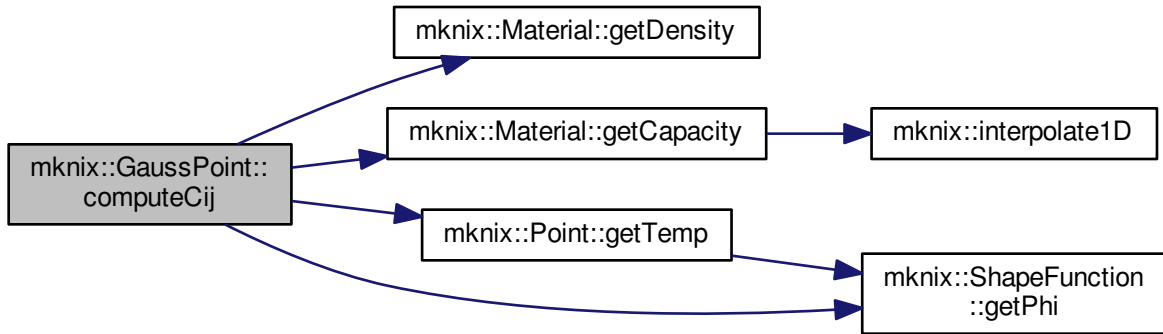 mknix::Material::getDensity
mknix::Material::getCapacity
mknix::interpolate1D
mknix::GaussPoint::
computeCij
mknix::Point::getTemp
mknix::ShapeFunction
::getPhi